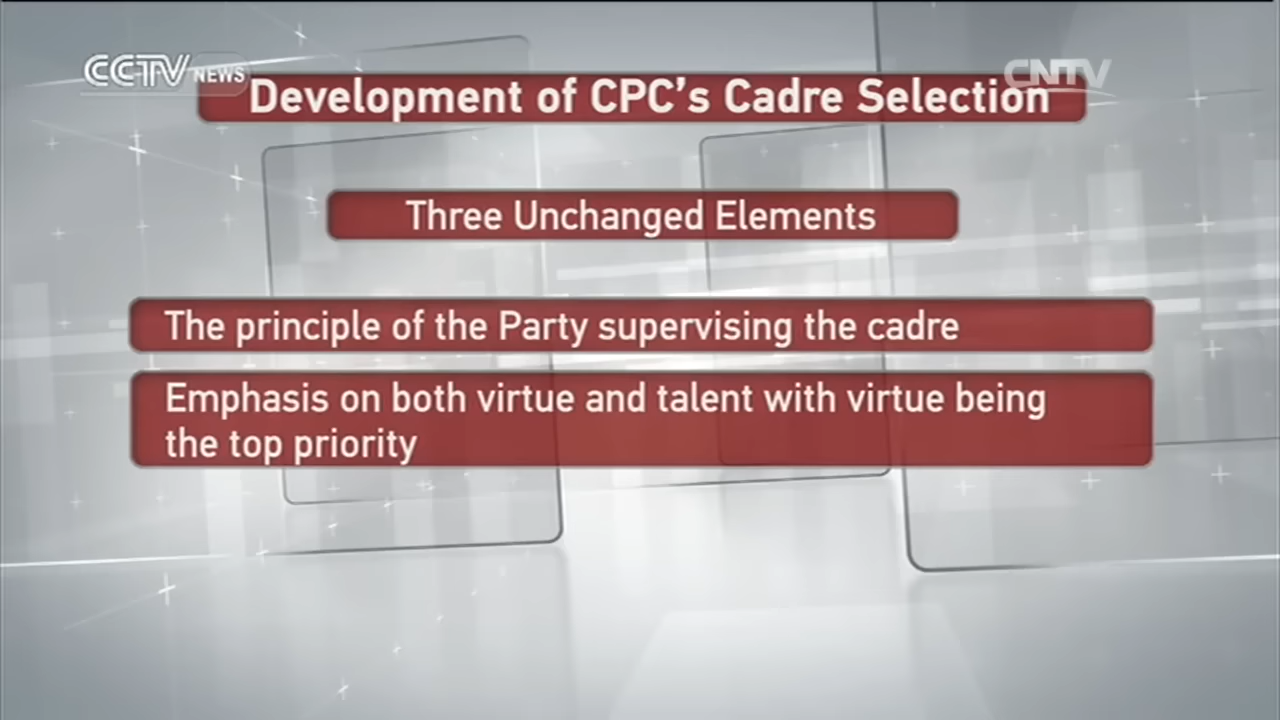 CCTV NEWS
CNTV
Development of CPC's Cadre Selection
Three Unchanged Elements
The principle of the Party supervising the cadre
Emphasis on both virtue and talent with virtue being
the top priority